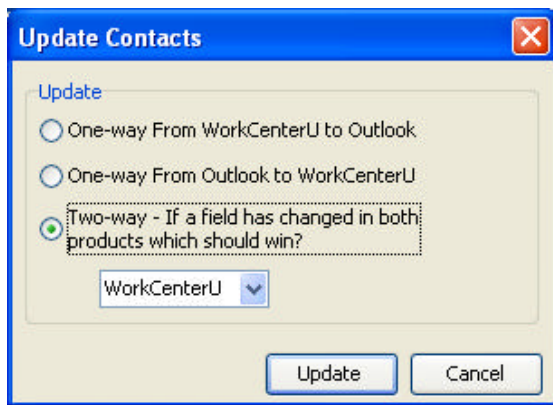 Update Contacts
Update
One-way From WorkCenterU to Outlook
One-way From Outlook to WorkCenterU
Two-way - If a field has changed in both
products which should win?
WorkCenterU
Update
Cancel